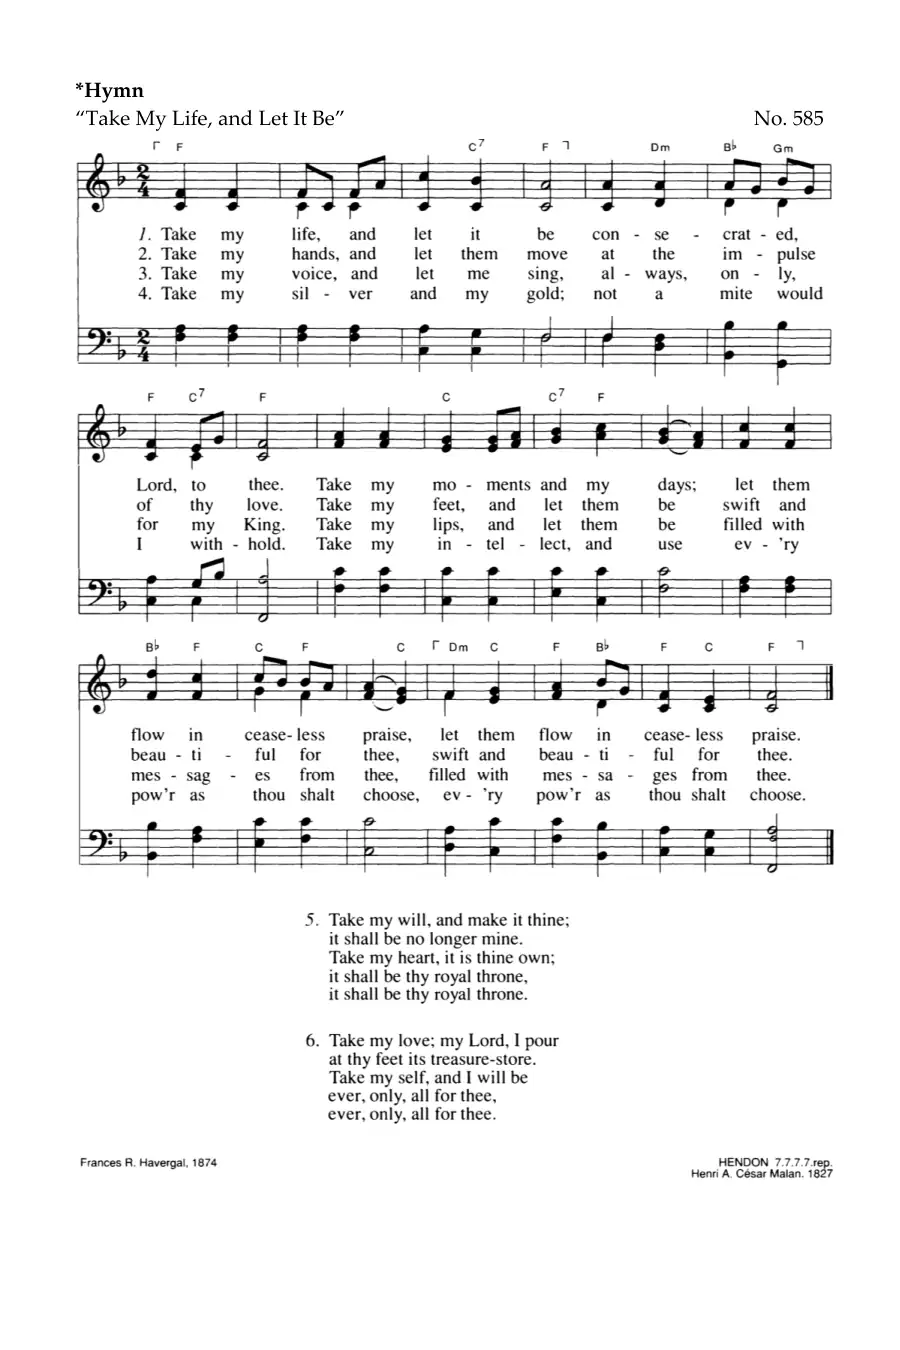 *Hymn
“Take My Life, and Let It Be” No. 585
F C7 F Dm B♭ Gm
2 4
1. Take my life, and let it be con - se - crat - ed,
2. Take my hands, and let them move at the im - pulse
3. Take my voice, and let me sing, al - ways, on - ly,
4. Take my sil - ver and my gold; not a mite would
2 4
F C7 F C C7 F
Lord, to thee. Take my mo - ments and my days; let them
of thy love. Take my feet, and let them be swift and
for my King. Take my lips, and let them be filled with
I with - hold. Take my in - tel - lect, and use ev - 'ry
B♭ F C F C Dm C F B♭ F C F
flow in cease- less praise, let them flow in cease- less praise.
beau - ti - ful for thee, swift and beau - ti - ful for thee.
mes - sag - es from thee, filled with mes - sa - ges from thee.
pow'r as thou shalt choose, ev - 'ry pow'r as thou shalt choose.
5. Take my will, and make it thine;
it shall be no longer mine.
Take my heart, it is thine own;
it shall be thy royal throne,
it shall be thy royal throne.
6. Take my love; my Lord, I pour
at thy feet its treasure-store.
Take my self, and I will be
ever, only, all for thee,
ever, only, all for thee.
Frances R. Havergal, 1874 HENDON 7.7.7.7.rep.
Henri A. César Malan. 1827